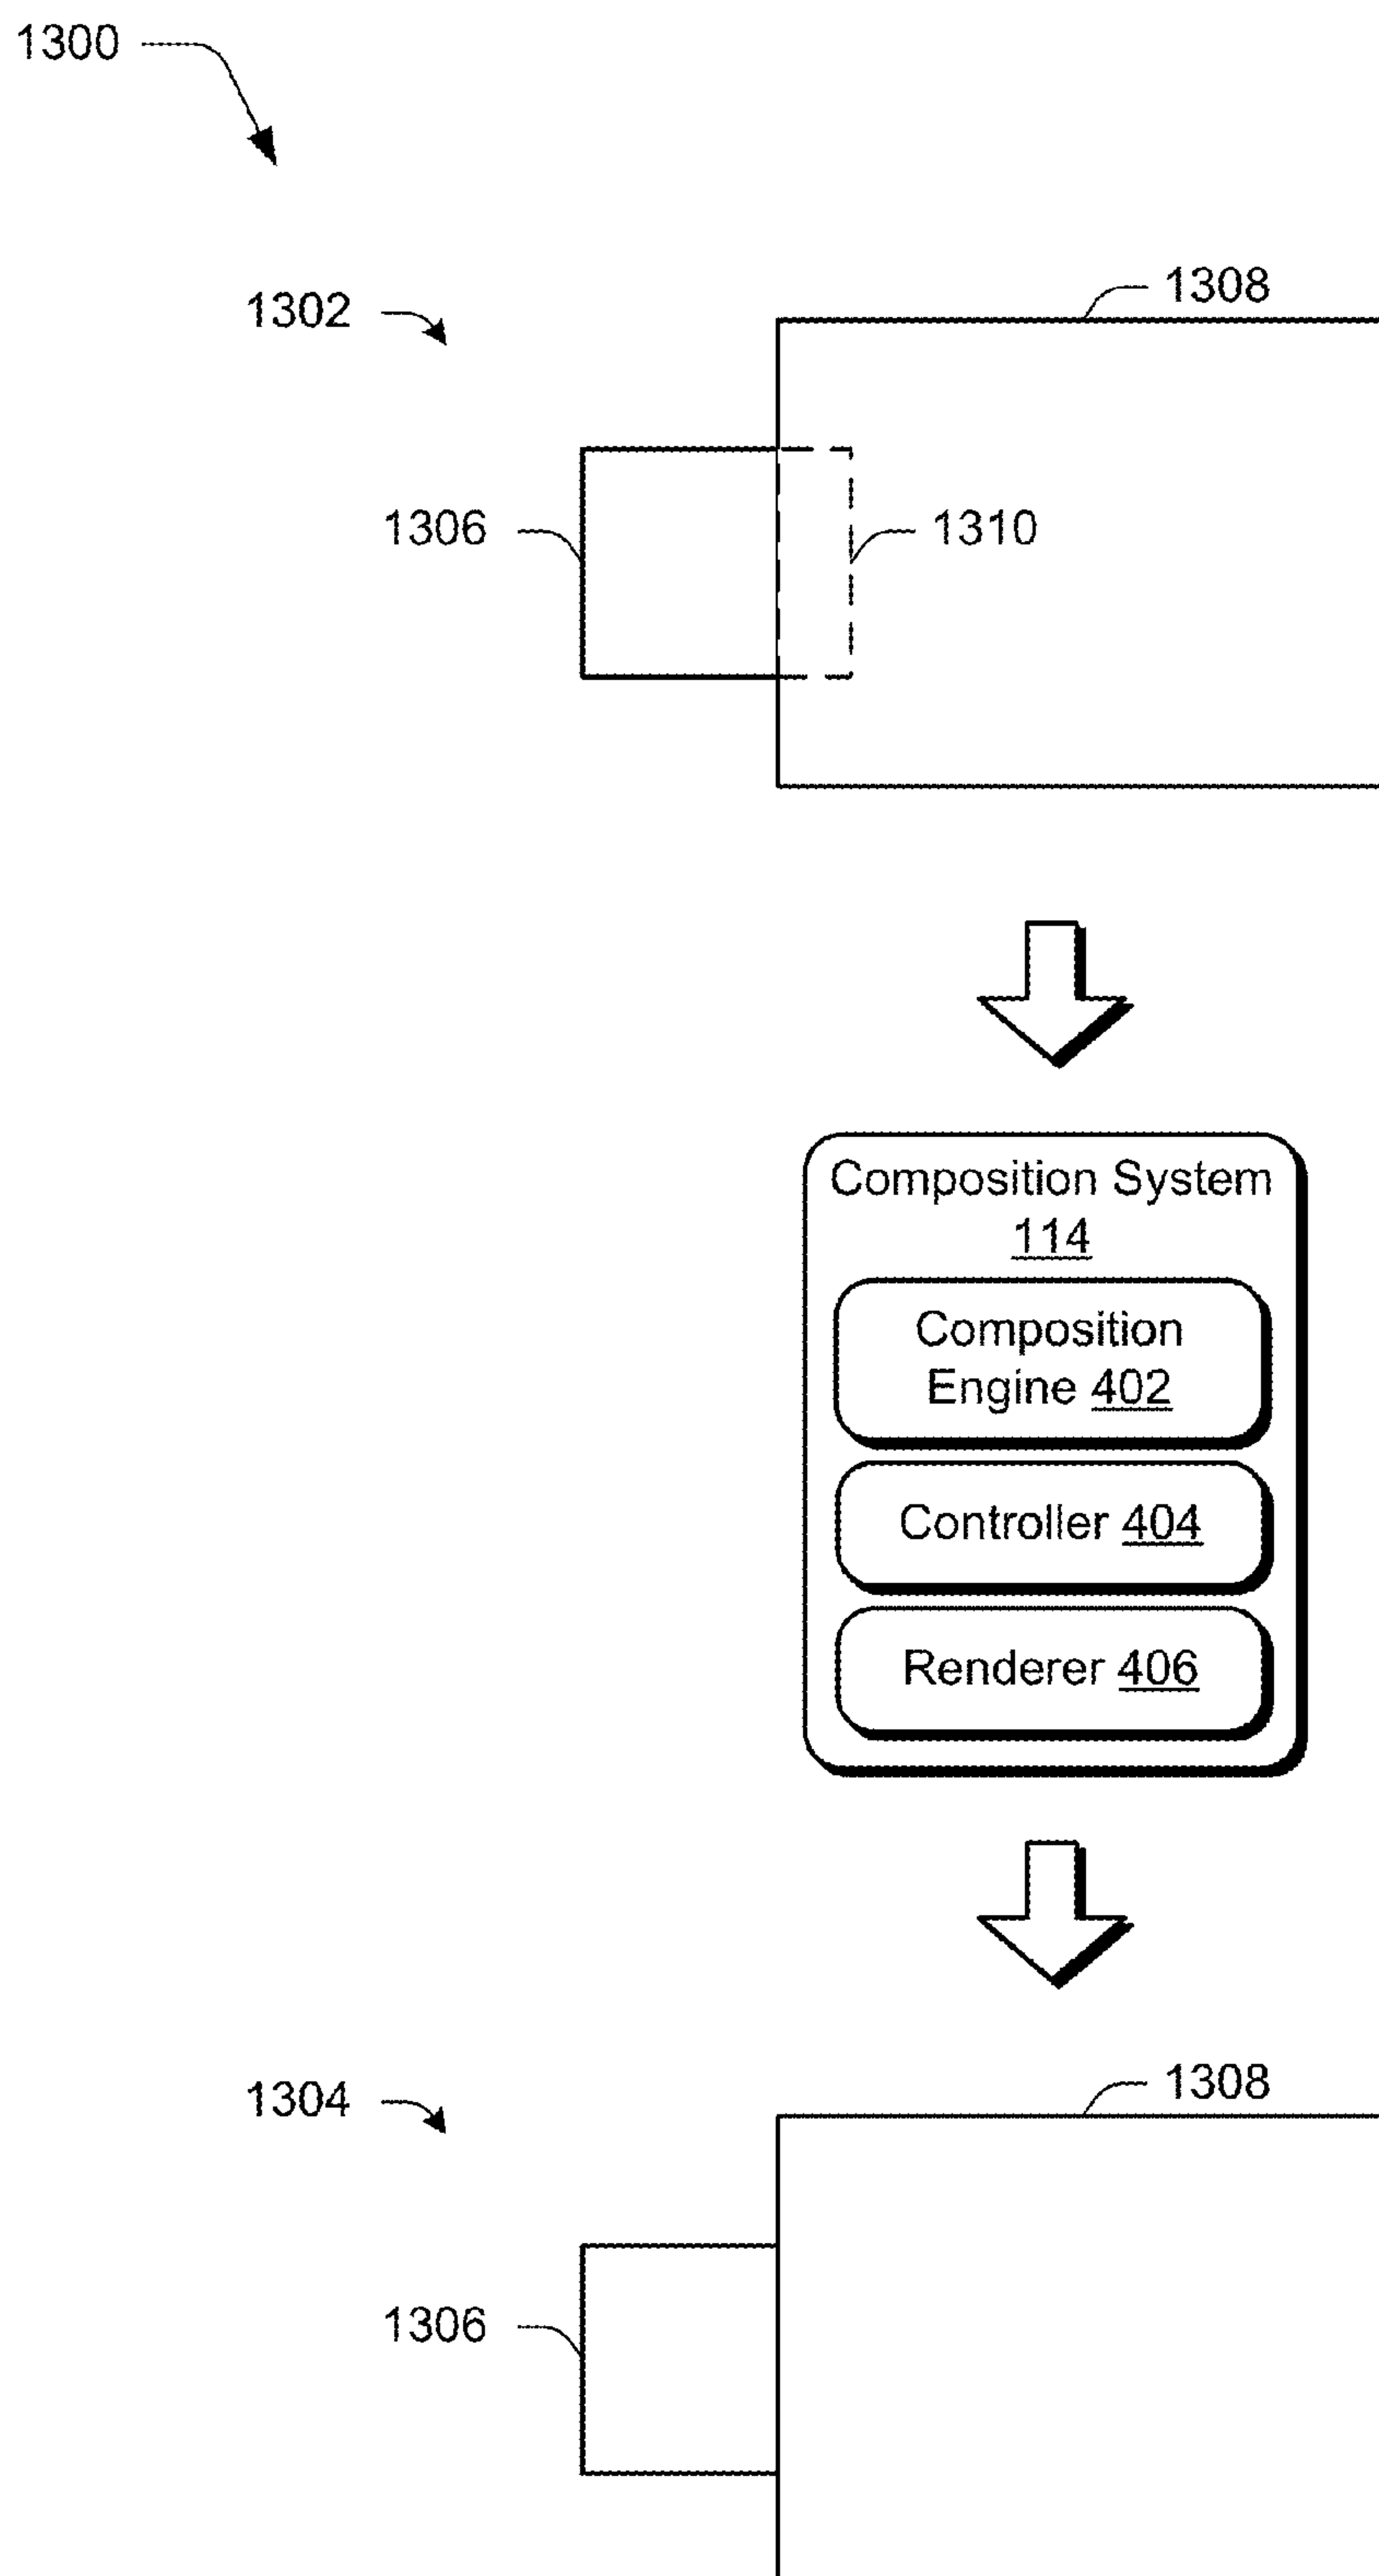 1300
1308
1302
1306
1310
Composition System
114
Composition
Engine 402
Controller 404
Renderer 406
1308
1304
1306